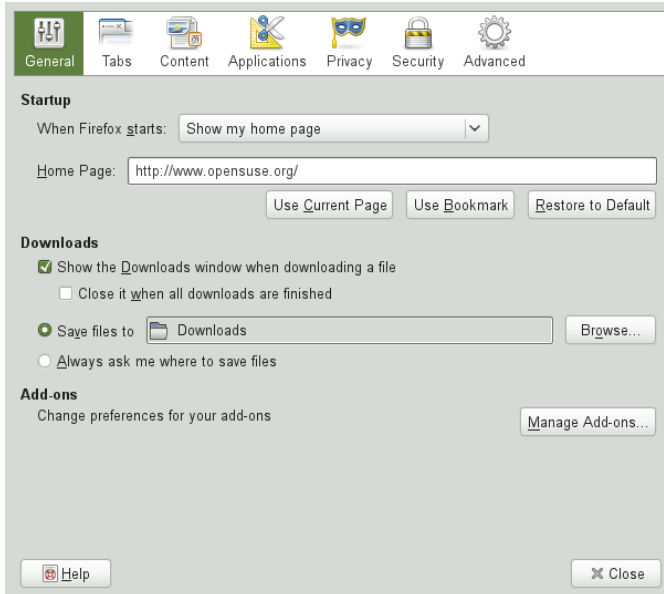 General Tabs Content Applications Privacy Security Advanced
Startup
When Firefox starts: Show my home page
Home Page: http://www.opensuse.org/
Use Current Page Use Bookmark Restore to Default
Downloads
Show the Downloads window when downloading a file
Close it when all downloads are finished
Save files to Downloads Browse...
Always ask me where to save files
Add-ons
Change preferences for your add-ons
Manage Add-ons...
Help Close